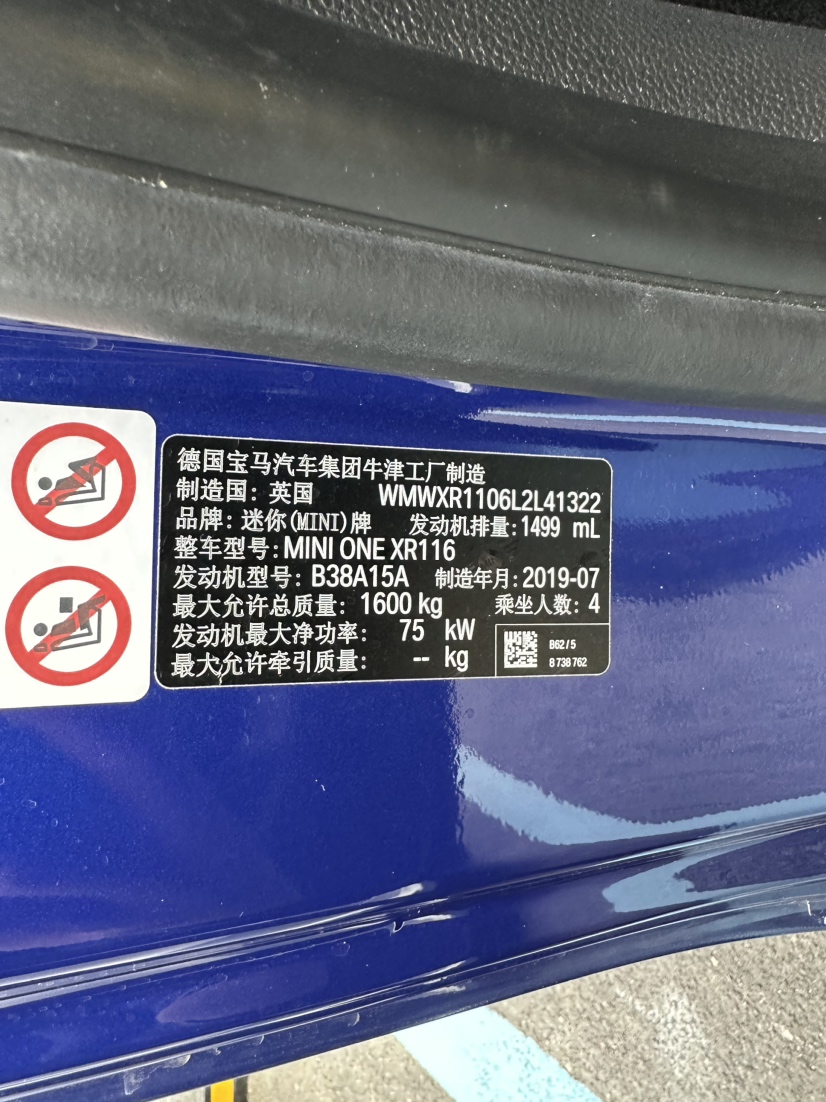 德国宝马汽车集团牛津工厂制造
制造国: 英国 WMWXR1106L2L41322
品牌: 迷你(MINI)牌 发动机排量: 1499 mL
整车型号: MINI ONE XR116
发动机型号: B38A15A 制造年月: 2019-07
最大允许总质量: 1600 kg 乘坐人数: 4
发动机最大净功率: 75 kW
最大允许牵引质量: -- kg
B62/5
8 738 762